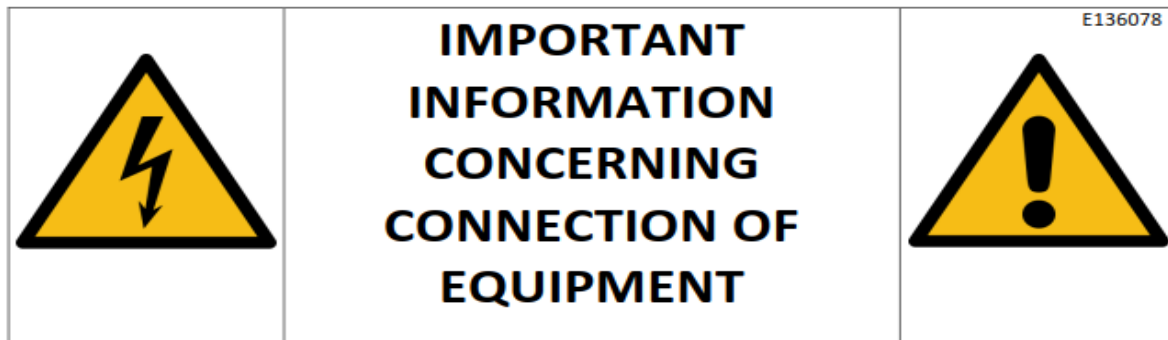 IMPORTANT
INFORMATION
CONCERNING
CONNECTION OF
EQUIPMENT
E136078